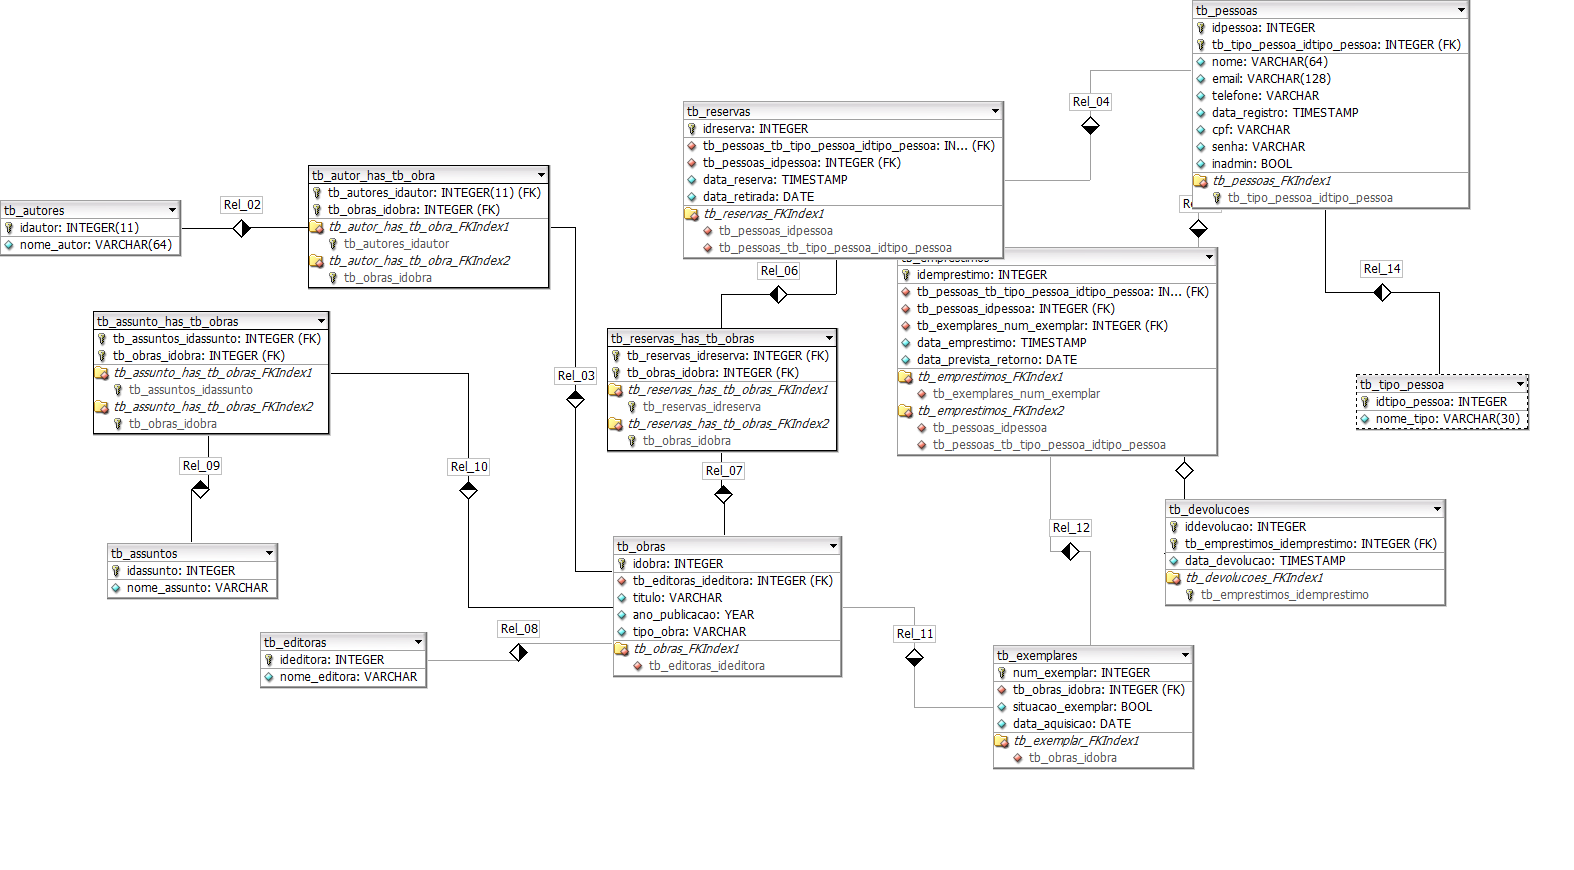 tb_pessoas
idpessoa: INTEGER
tb_tipo_pessoa_idtipo_pessoa: INTEGER (FK)
nome: VARCHAR(64)
email: VARCHAR(128)
telefone: VARCHAR
data_registro: TIMESTAMP
cpf: VARCHAR
senha: VARCHAR
inadmin: BOOL
tb_pessoas_FKIndex1
tb_tipo_pessoa_idtipo_pessoa
Rel_04
tb_reservas
idreserva: INTEGER
tb_pessoas_tb_tipo_pessoa_idtipo_pessoa: IN... (FK)
tb_pessoas_idpessoa: INTEGER (FK)
data_reserva: TIMESTAMP
data_retirada: DATE
tb_reservas_FKIndex1
tb_pessoas_idpessoa
tb_pessoas_tb_tipo_pessoa_idtipo_pessoa
tb_autor_has_tb_obra
tb_autores_idautor: INTEGER(11) (FK)
tb_obras_idobra: INTEGER (FK)
tb_autor_has_tb_obra_FKIndex1
tb_autores_idautor
tb_autor_has_tb_obra_FKIndex2
tb_obras_idobra
Rel_02
tb_autores
idautor: INTEGER(11)
nome_autor: VARCHAR(64)
tb_emprestimos
idemprestimo: INTEGER
tb_pessoas_tb_tipo_pessoa_idtipo_pessoa: IN... (FK)
tb_pessoas_idpessoa: INTEGER (FK)
tb_exemplares_num_exemplar: INTEGER (FK)
data_emprestimo: TIMESTAMP
data_prevista_retorno: DATE
tb_emprestimos_FKIndex1
tb_exemplares_num_exemplar
tb_emprestimos_FKIndex2
tb_pessoas_idpessoa
tb_pessoas_tb_tipo_pessoa_idtipo_pessoa
Rel_06
Rel_14
tb_assunto_has_tb_obras
tb_assuntos_idassunto: INTEGER (FK)
tb_obras_idobra: INTEGER (FK)
tb_assunto_has_tb_obras_FKIndex1
tb_assuntos_idassunto
tb_assunto_has_tb_obras_FKIndex2
tb_obras_idobra
tb_reservas_has_tb_obras
tb_reservas_idreserva: INTEGER (FK)
tb_obras_idobra: INTEGER (FK)
tb_reservas_has_tb_obras_FKIndex1
tb_reservas_idreserva
tb_reservas_has_tb_obras_FKIndex2
tb_obras_idobra
Rel_03
tb_tipo_pessoa
idtipo_pessoa: INTEGER
nome_tipo: VARCHAR(30)
Rel_09
Rel_10
Rel_07
Rel_12
tb_devolucoes
iddevolucao: INTEGER
tb_emprestimos_idemprestimo: INTEGER (FK)
data_devolucao: TIMESTAMP
tb_devolucoes_FKIndex1
tb_emprestimos_idemprestimo
tb_assuntos
idassunto: INTEGER
nome_assunto: VARCHAR
tb_obras
idobra: INTEGER
tb_editoras_ideditora: INTEGER (FK)
titulo: VARCHAR
ano_publicacao: YEAR
tipo_obra: VARCHAR
tb_obras_FKIndex1
tb_editoras_ideditora
Rel_08
tb_editoras
ideditora: INTEGER
nome_editora: VARCHAR
Rel_11
tb_exemplares
num_exemplar: INTEGER
tb_obras_idobra: INTEGER (FK)
situacao_exemplar: BOOL
data_aquisicao: DATE
tb_exemplar_FKIndex1
tb_obras_idobra